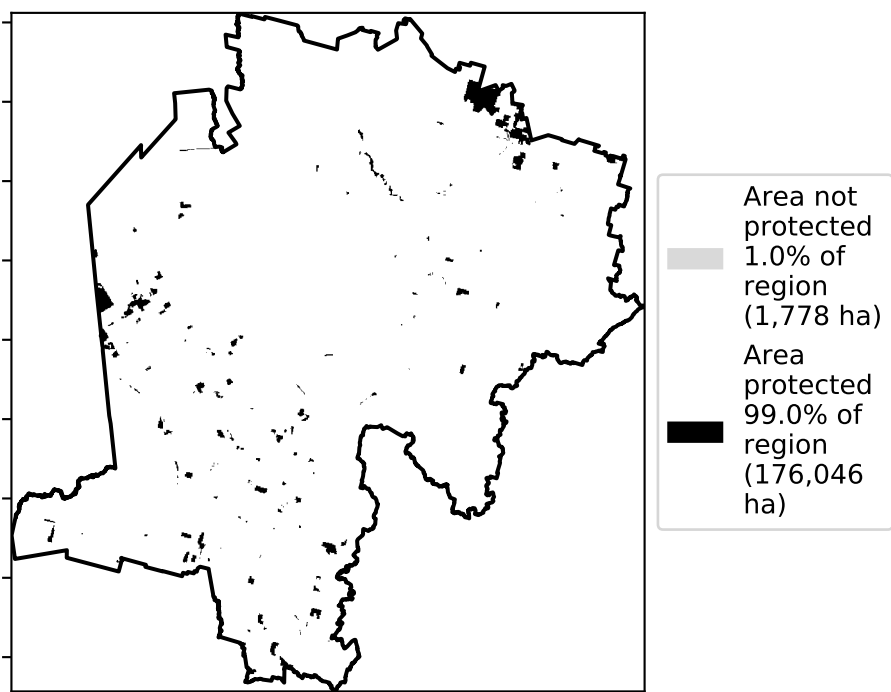 Area not
protected
1.0% of
region
(1,778 ha)
Area
protected
99.0% of
region
(176,046
ha)